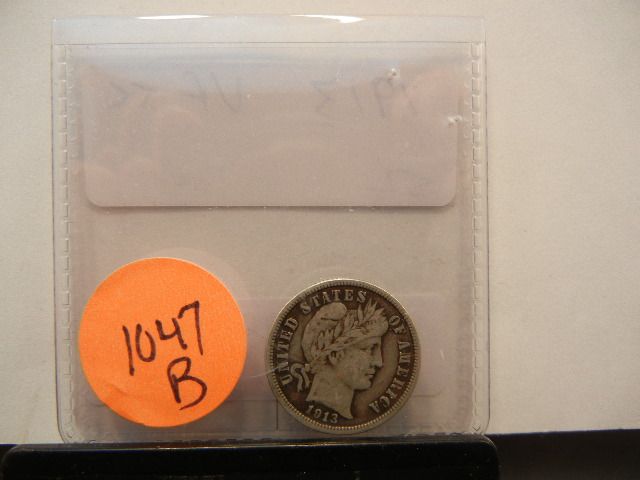 1047
B
UNITED STATES OF AMERICA
1913